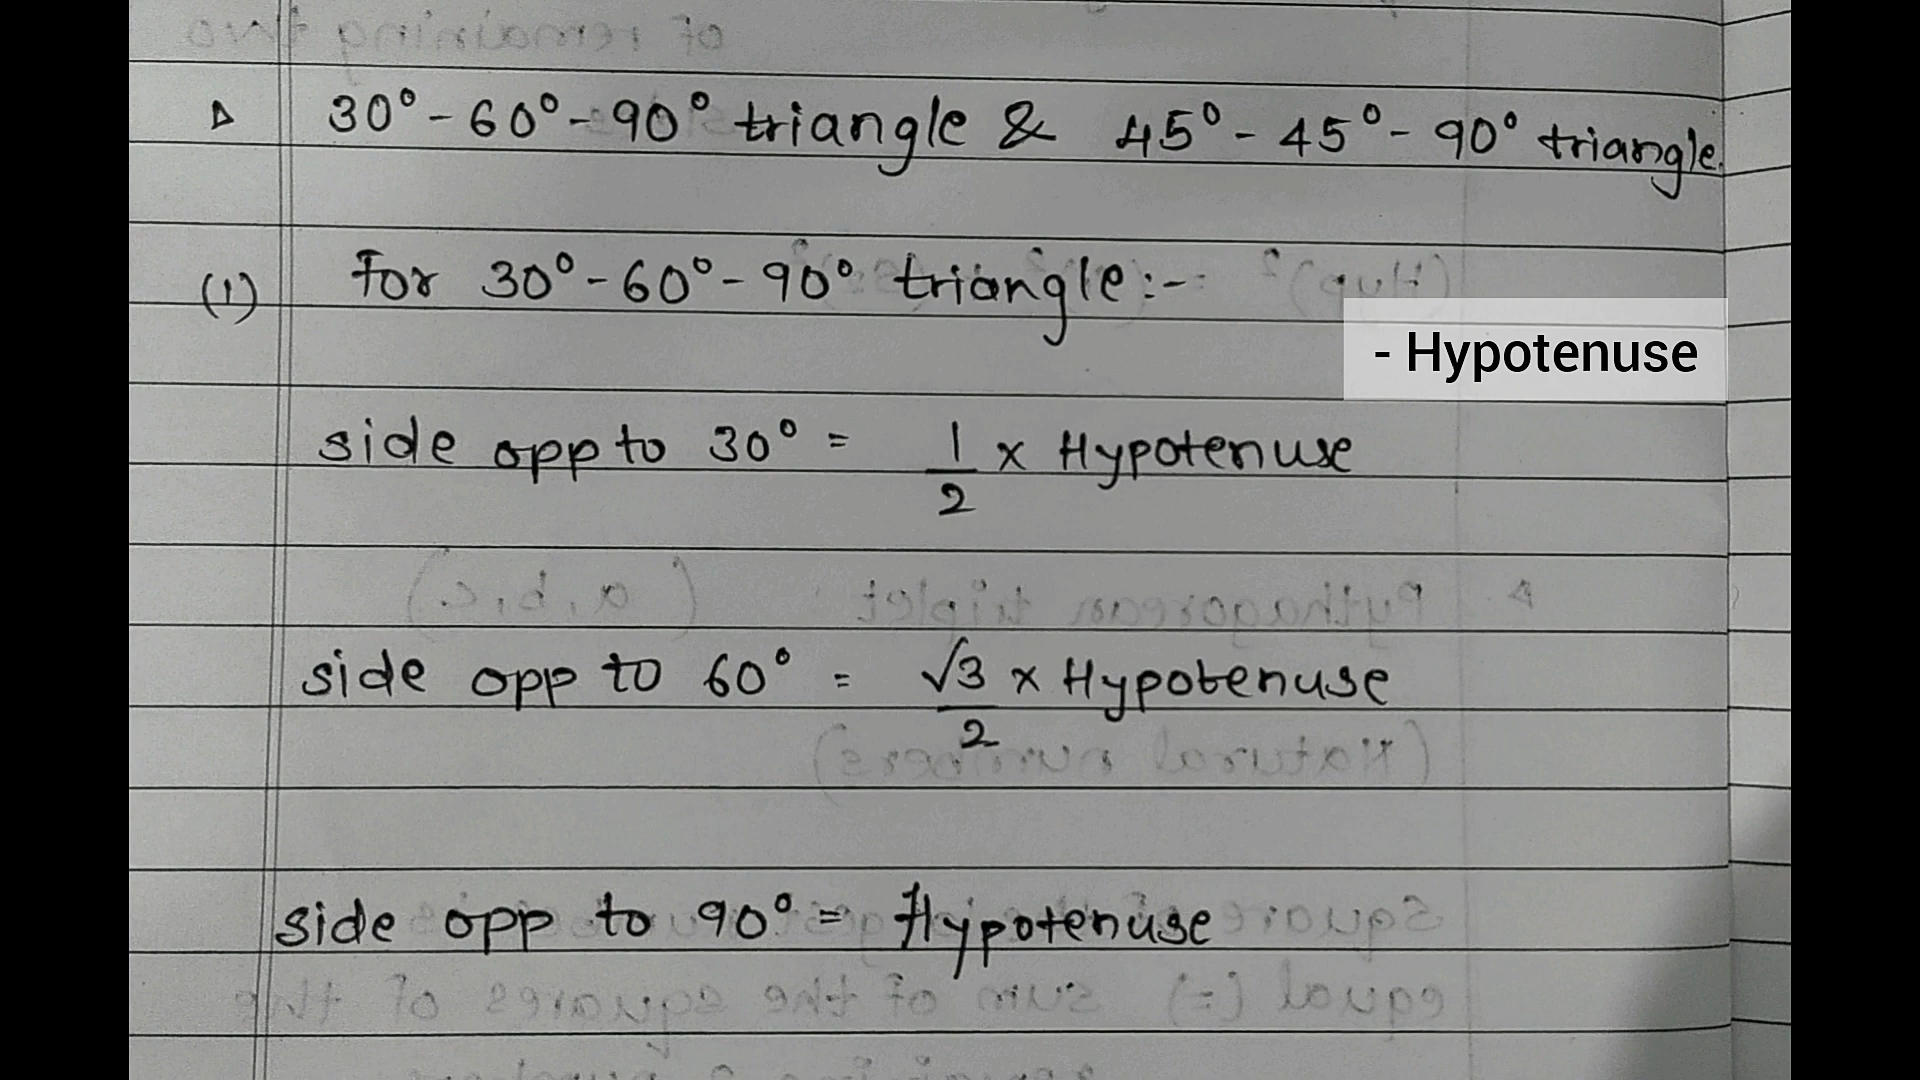 30° - 60° - 90° triangle & 45° - 45° - 90° triangle.
(1) For 30° - 60° - 90° triangle :-
- Hypotenuse
side opp to 30° = 1/2 x Hypotenuse
side opp to 60° = √3/2 x Hypotenuse
side opp to 90° = Hypotenuse